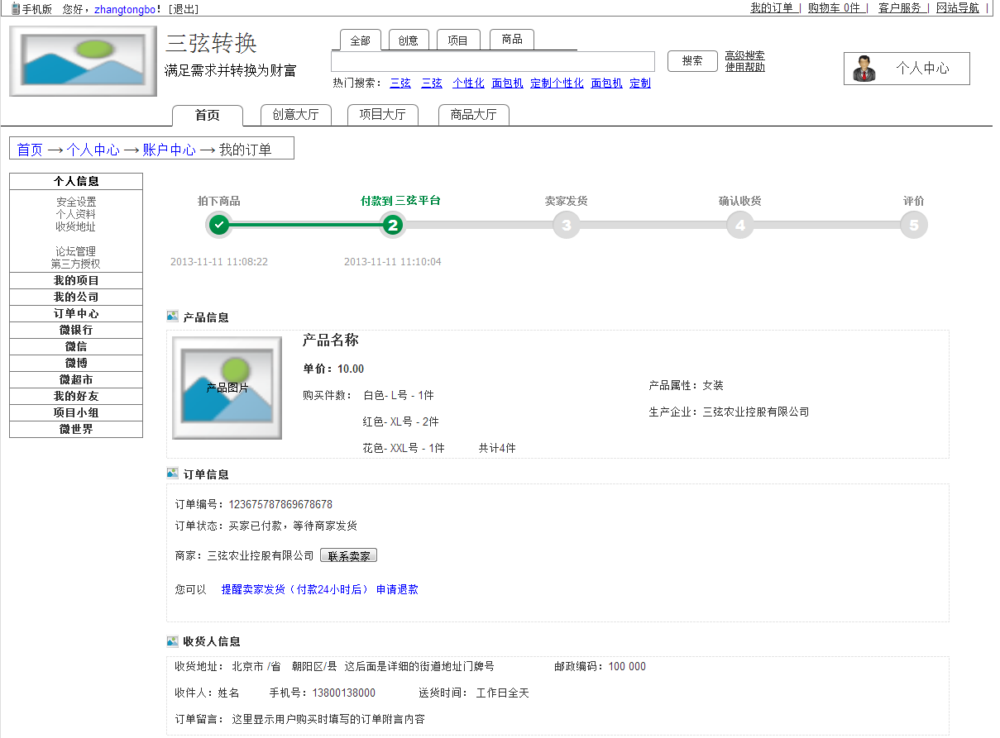 手机版 您好，zhangtongbo！[退出] 我的订单 | 购物车 0件 | 客户服务 | 网站导航 |
三弦转换
满足需求并转换为财富
全部 创意 项目 商品
搜索 高级搜索
使用帮助
个人中心
热门搜索： 三弦 三弦 个性化 面包机 定制个性化 面包机 定制
首页 创意大厅 项目大厅 商品大厅
首页 → 个人中心 → 账户中心 → 我的订单
个人信息
安全设置
个人资料
收货地址
论坛管理
第三方授权
我的项目
我的公司
订单中心
微银行
微信
微博
微超市
我的好友
项目小组
微世界
拍下商品 付款到三弦平台 卖家发货 确认收货 评价
2 3 4 5
2013-11-11 11:08:22 2013-11-11 11:10:04
产品信息
产品图片
产品名称
单价：10.00
购买件数： 白色- L号 - 1件
红色- XL号 - 2件
花色- XXL号 - 1件 共计4件
产品属性：女装
生产企业：三弦农业控股有限公司
订单信息
订单编号：123675787869678678
订单状态：买家已付款，等待商家发货
商家：三弦农业控股有限公司 联系卖家
您可以 提醒卖家发货（付款24小时后） 申请退款
收货人信息
收货地址： 北京市 /省 朝阳区/县 这后面是详细的街道地址门牌号 邮政编码：100 000
收件人：姓名 手机号：13800138000 送货时间： 工作日全天
订单留言： 这里显示用户购买时填写的订单附言内容